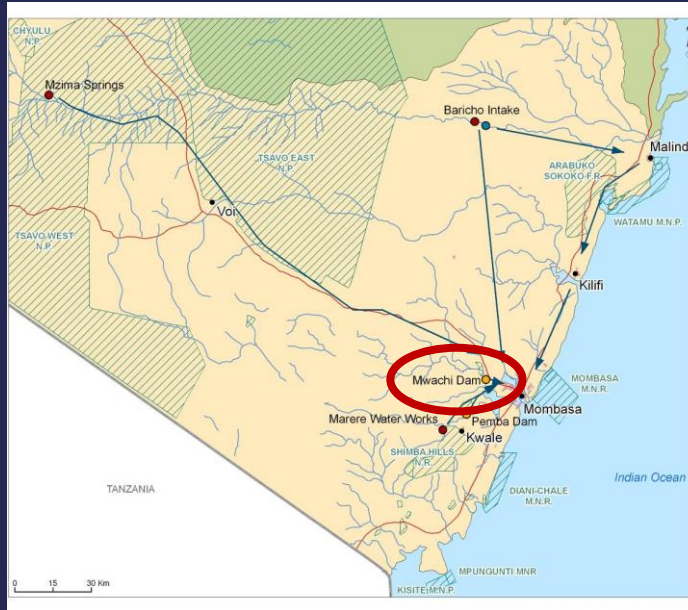 CHYULU
N.P.
Mzima Springs
Baricho Intake
Malind
ARABUKO
SOKOKO F.R.
TSAVO EAST
N.P.
WATAMU M.N.P.
Voi
TSAVO WEST
N.P.
Kilifi
Mwachi Dam
MOMBASA
M.N.R.
Mombasa
Marere Water Works
Pemba Dam
Kwale
SHIMBA HILLS
N.R.
Indian Ocean
TANZANIA
DIANI-CHALE
M.N.R.
MPUNGUNTI MNR
KISITE M.N.P.
0 15 30 Km